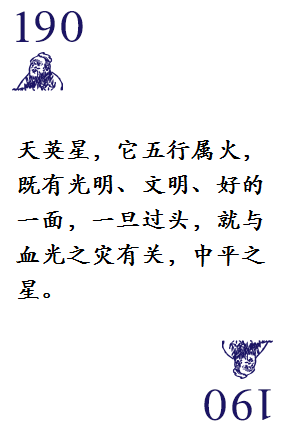 190
天英星，它五行属火，
既有光明、文明、好的
一面，一旦过头，就与
血光之灾有关，中平之
星。
190